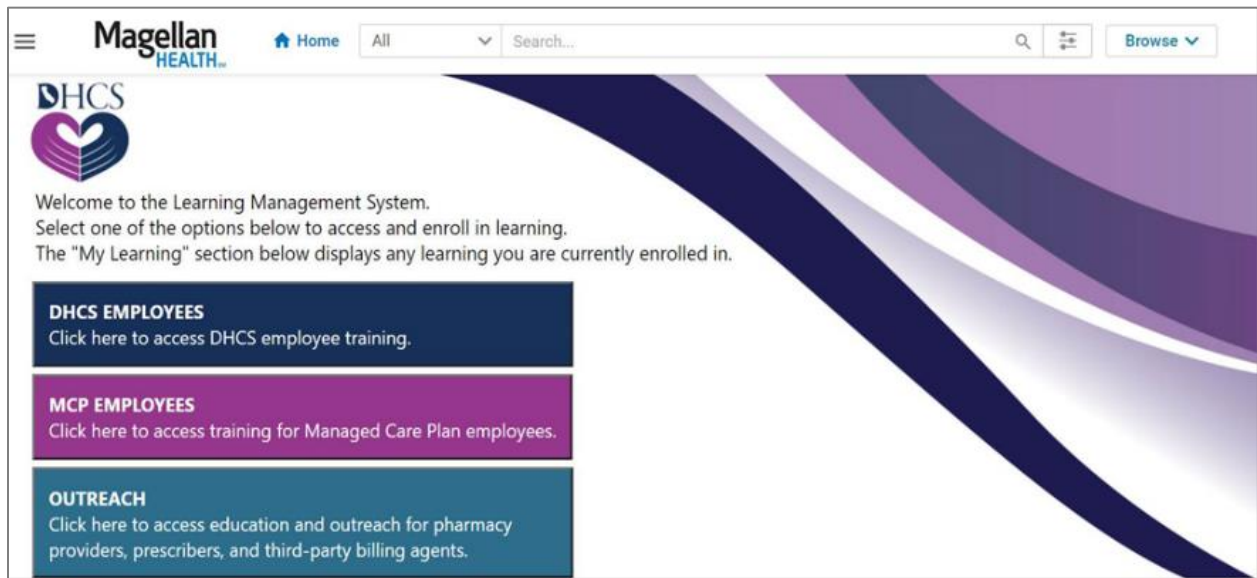 Magellan
HEALTH
Home
All
Search...
Browse
DHCS
Welcome to the Learning Management System.
Select one of the options below to access and enroll in learning.
The "My Learning" section below displays any learning you are currently enrolled in.
DHCS EMPLOYEES
Click here to access DHCS employee training.
MCP EMPLOYEES
Click here to access training for Managed Care Plan employees.
OUTREACH
Click here to access education and outreach for pharmacy
providers, prescribers, and third-party billing agents.